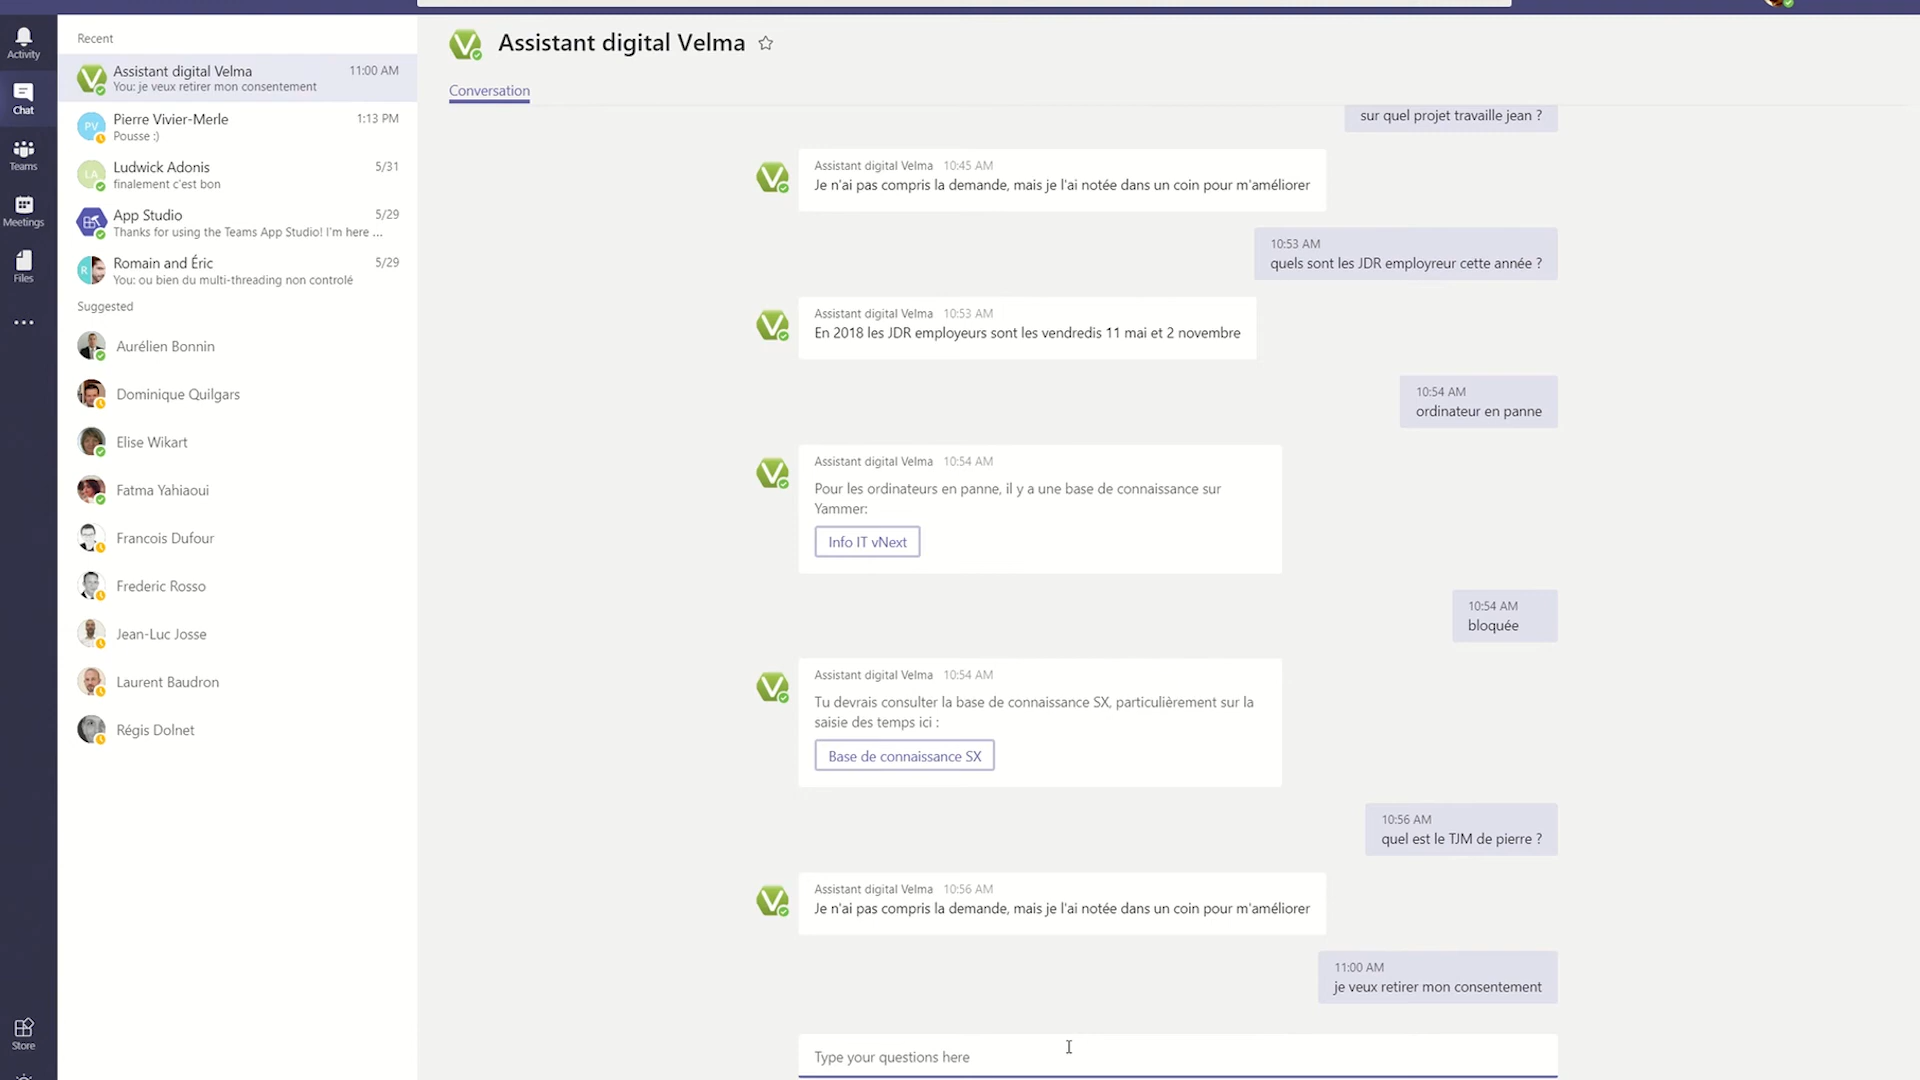 Activity
Chat
Teams
Meetings
Files
Store
Recent
Assistant digital Velma 11:00 AM
You: je veux retirer mon consentement
PV
Pierre Vivier-Merle 1:13 PM
Pousse :)
LA
Ludwick Adonis 5/31
finalement c'est bon
App Studio 5/29
Thanks for using the Teams App Studio! I'm here ...
R
Romain and Éric 5/29
You: ou bien du multi-threading non controlé
Suggested
Aurélien Bonnin
Dominique Quilgars
Elise Wikart
Fatma Yahiaoui
Francois Dufour
Frederic Rosso
Jean-Luc Josse
Laurent Baudron
Régis Dolnet
V
Assistant digital Velma
Conversation
sur quel projet travaille jean ?
Assistant digital Velma 10:45 AM
Je n'ai pas compris la demande, mais je l'ai notée dans un coin pour m'améliorer
10:53 AM
quels sont les JDR employreur cette année ?
Assistant digital Velma 10:53 AM
En 2018 les JDR employeurs sont les vendredis 11 mai et 2 novembre
10:54 AM
ordinateur en panne
Assistant digital Velma 10:54 AM
Pour les ordinateurs en panne, il y a une base de connaissance sur
Yammer:
Info IT vNext
10:54 AM
bloquée
Assistant digital Velma 10:54 AM
Tu devrais consulter la base de connaissance SX, particulièrement sur la
saisie des temps ici :
Base de connaissance SX
10:56 AM
quel est le TJM de pierre ?
Assistant digital Velma 10:56 AM
Je n'ai pas compris la demande, mais je l'ai notée dans un coin pour m'améliorer
11:00 AM
je veux retirer mon consentement
Type your questions here